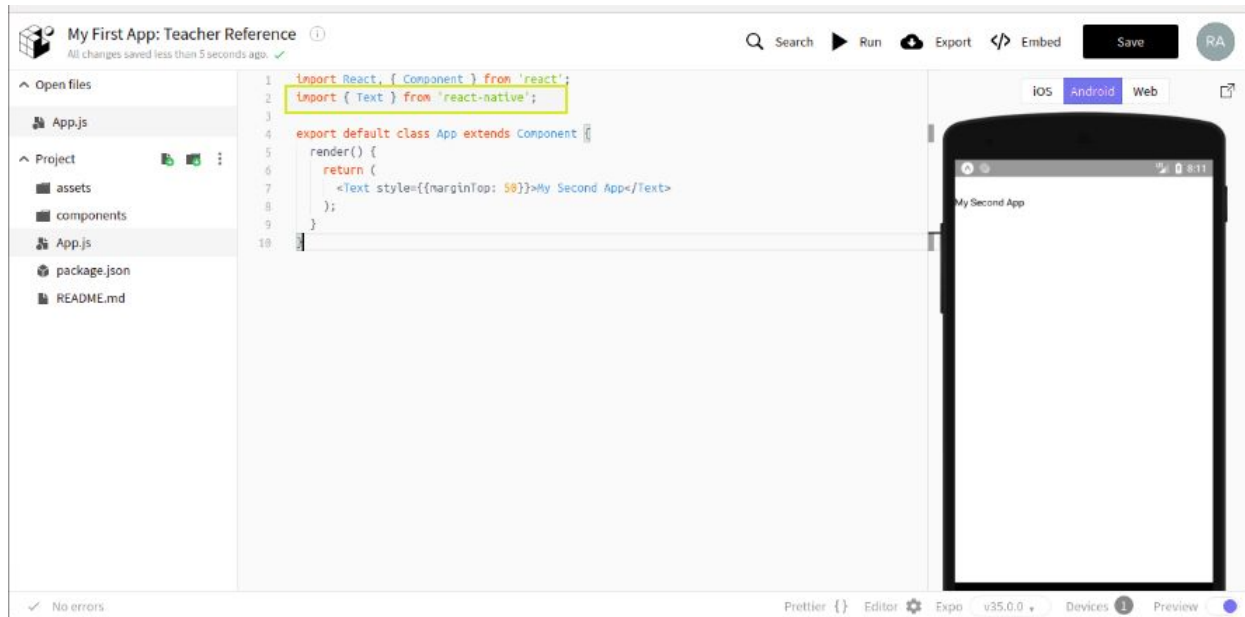 My First App: Teacher Reference
All changes saved less than 5 seconds ago.
Search Run Export Embed Save RA
Open files
App.js
Project
assets
components
App.js
package.json
README.md
1 import React, { Component } from 'react';
2 import { Text } from 'react-native';
3
4 export default class App extends Component {
5 render() {
6 return (
7 <Text style={{marginTop: 50}}>My Second App</Text>
8 );
9 }
10 }
iOS Android Web
8:11
My Second App
No errors
Prettier {} Editor Expo v35.0.0 Devices 1 Preview